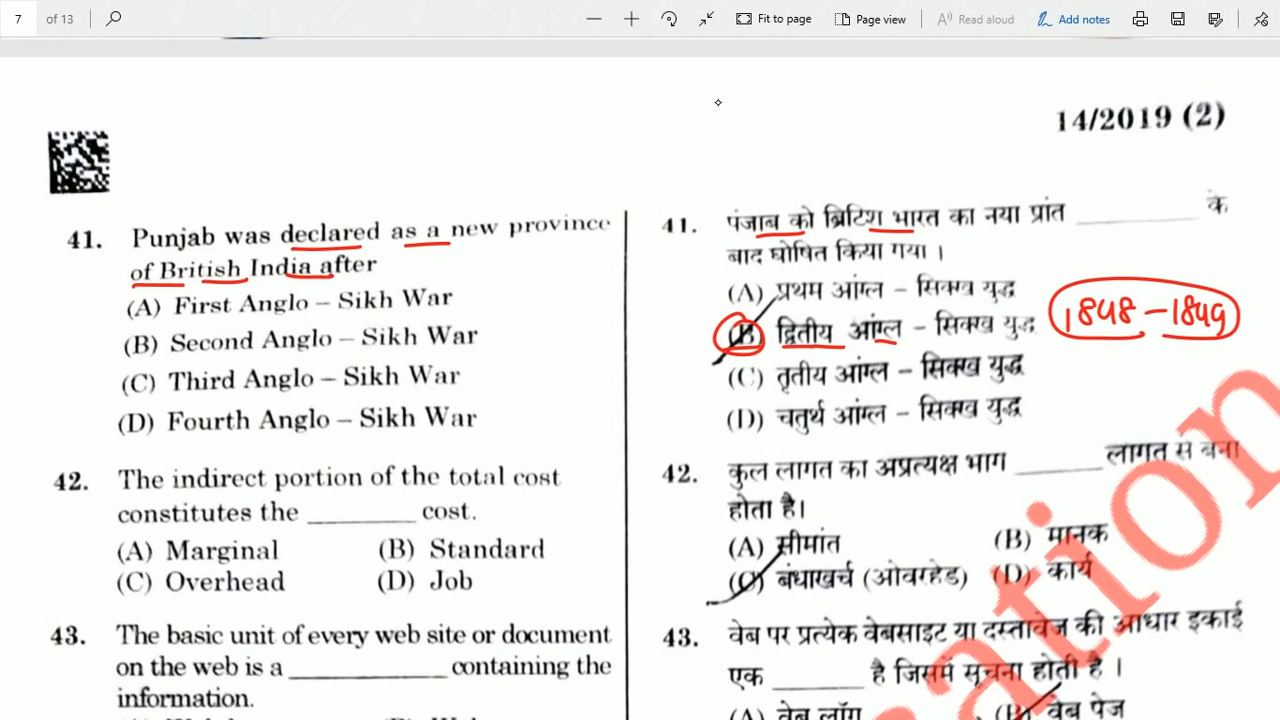 7 of 13 Fit to page Page view Read aloud Add notes
14/2019 (2)
41. Punjab was declared as a new province
of British India after
(A) First Anglo – Sikh War
(B) Second Anglo – Sikh War
(C) Third Anglo – Sikh War
(D) Fourth Anglo – Sikh War
42. The indirect portion of the total cost
constitutes the ________ cost.
(A) Marginal (B) Standard
(C) Overhead (D) Job
43. The basic unit of every web site or document
on the web is a ___________ containing the
information.
41. पंजाब को ब्रिटिश भारत का नया प्रांत _________ के
बाद घोषित किया गया ।
(A) प्रथम आंग्ल – सिक्ख युद्ध
(B) द्वितीय आंग्ल – सिक्ख युद्ध 1848 – 1849
(C) तृतीय आंग्ल – सिक्ख युद्ध
(D) चतुर्थ आंग्ल – सिक्ख युद्ध
42. कुल लागत का अप्रत्यक्ष भाग _______ लागत से बना
होता है।
(A) सीमांत (B) मानक
(C) बंधाखर्च (ओवरहेड) (D) कार्य
43. वेब पर प्रत्येक वेबसाइट या दस्तावेज की आधार इकाई
एक _______ है जिसमें सूचना होती है ।
(A) वेब लॉग (B) वेब पेज
ation